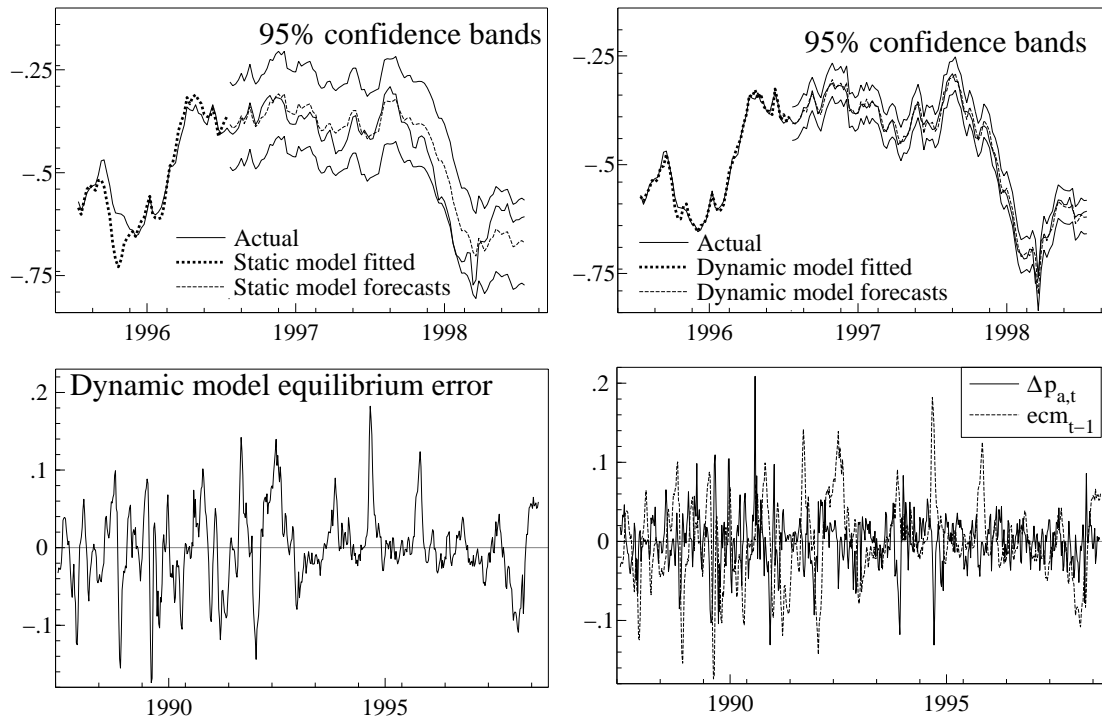 95% confidence bands
−.25
−.5
−.75
Actual
Static model fitted
Static model forecasts
1996
1997
1998
95% confidence bands
−.25
−.5
−.75
Actual
Dynamic model fitted
Dynamic model forecasts
1996
1997
1998
Dynamic model equilibrium error
.2
.1
0
−.1
1990
1995
.2
.1
0
−.1
Δpa,t
ecmt−1
1990
1995